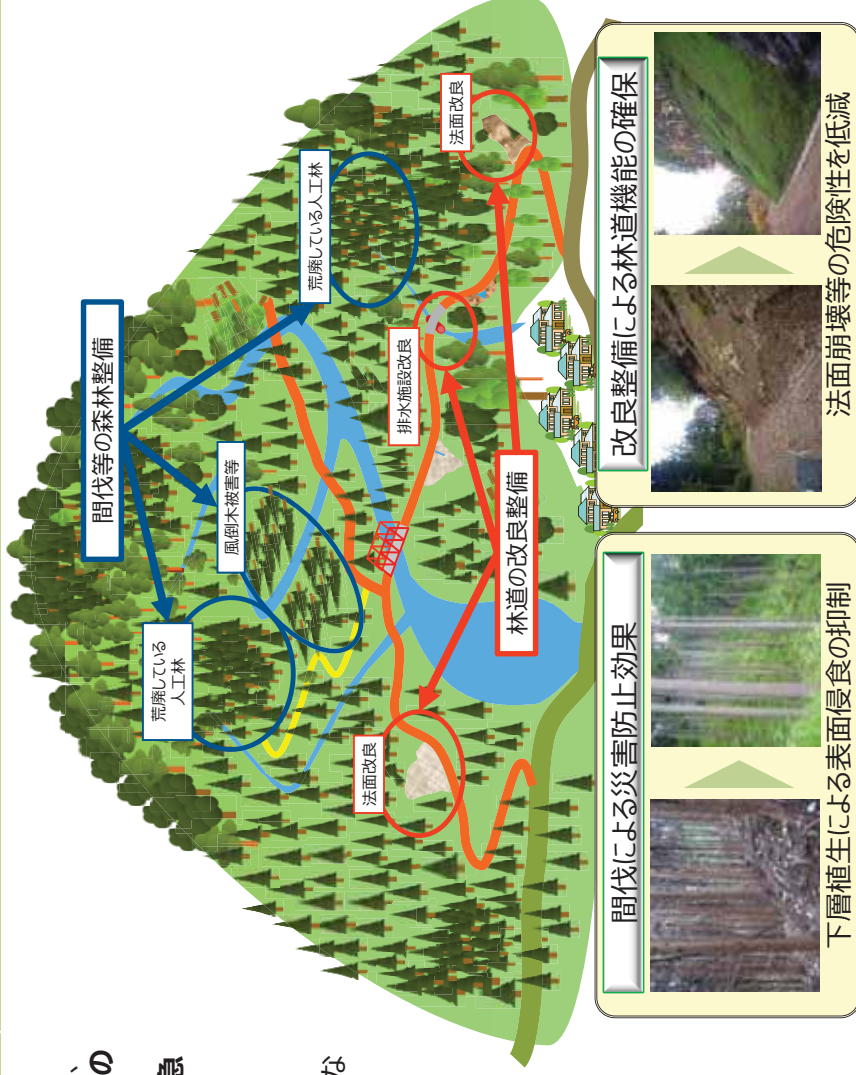 、の
急
な
間伐等の森林整備
荒廃している
人工林
風倒木被害等
荒廃している人工林
法面改良
排水施設改良
法面改良
林道の改良整備
間伐による災害防止効果
下層植生による表面侵食の抑制
改良整備による林道機能の確保
法面崩壊等の危険性を低減